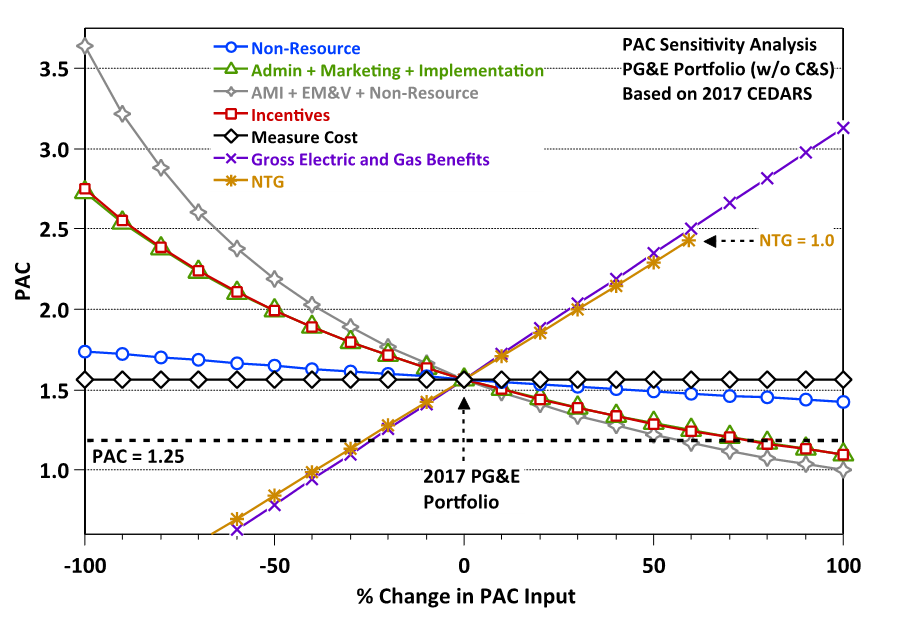 Non-Resource
Admin + Marketing + Implementation
AMI + EM&V + Non-Resource
Incentives
Measure Cost
Gross Electric and Gas Benefits
NTG
PAC Sensitivity Analysis
PG&E Portfolio (w/o C&S)
Based on 2017 CEDARS
3.5
3.0
2.5
2.0
1.5
1.0
PAC
NTG = 1.0
PAC = 1.25
2017 PG&E
Portfolio
-100
-50
0
50
100
% Change in PAC Input